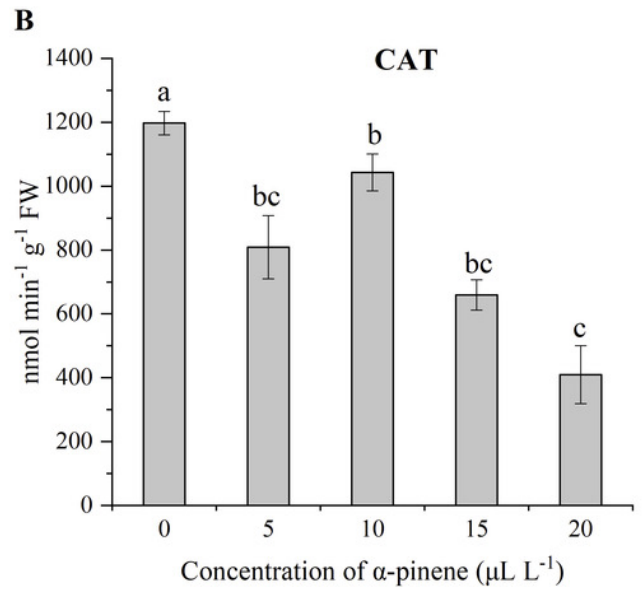 B
CAT
1400
1200
1000
800
600
400
200
0
nmol min⁻¹ g⁻¹ FW
a
bc
b
bc
c
0 5 10 15 20
Concentration of α-pinene (μL L⁻¹)